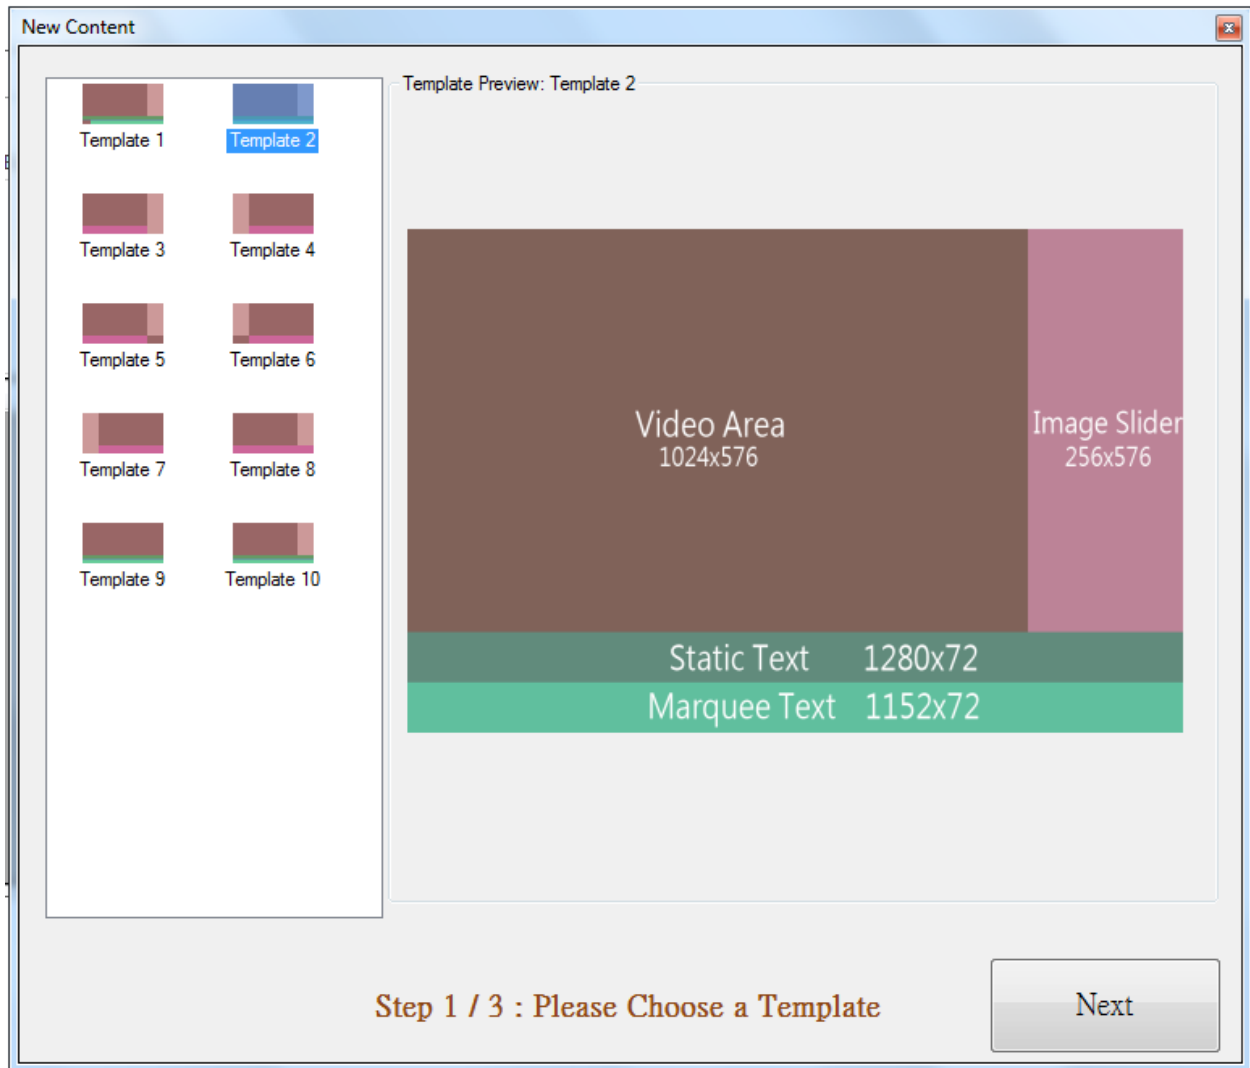 New Content
Template 1
Template 2
Template 3
Template 4
Template 5
Template 6
Template 7
Template 8
Template 9
Template 10
Template Preview: Template 2
Video Area
1024x576
Image Slider
256x576
Static Text 1280x72
Marquee Text 1152x72
Step 1 / 3 : Please Choose a Template
Next